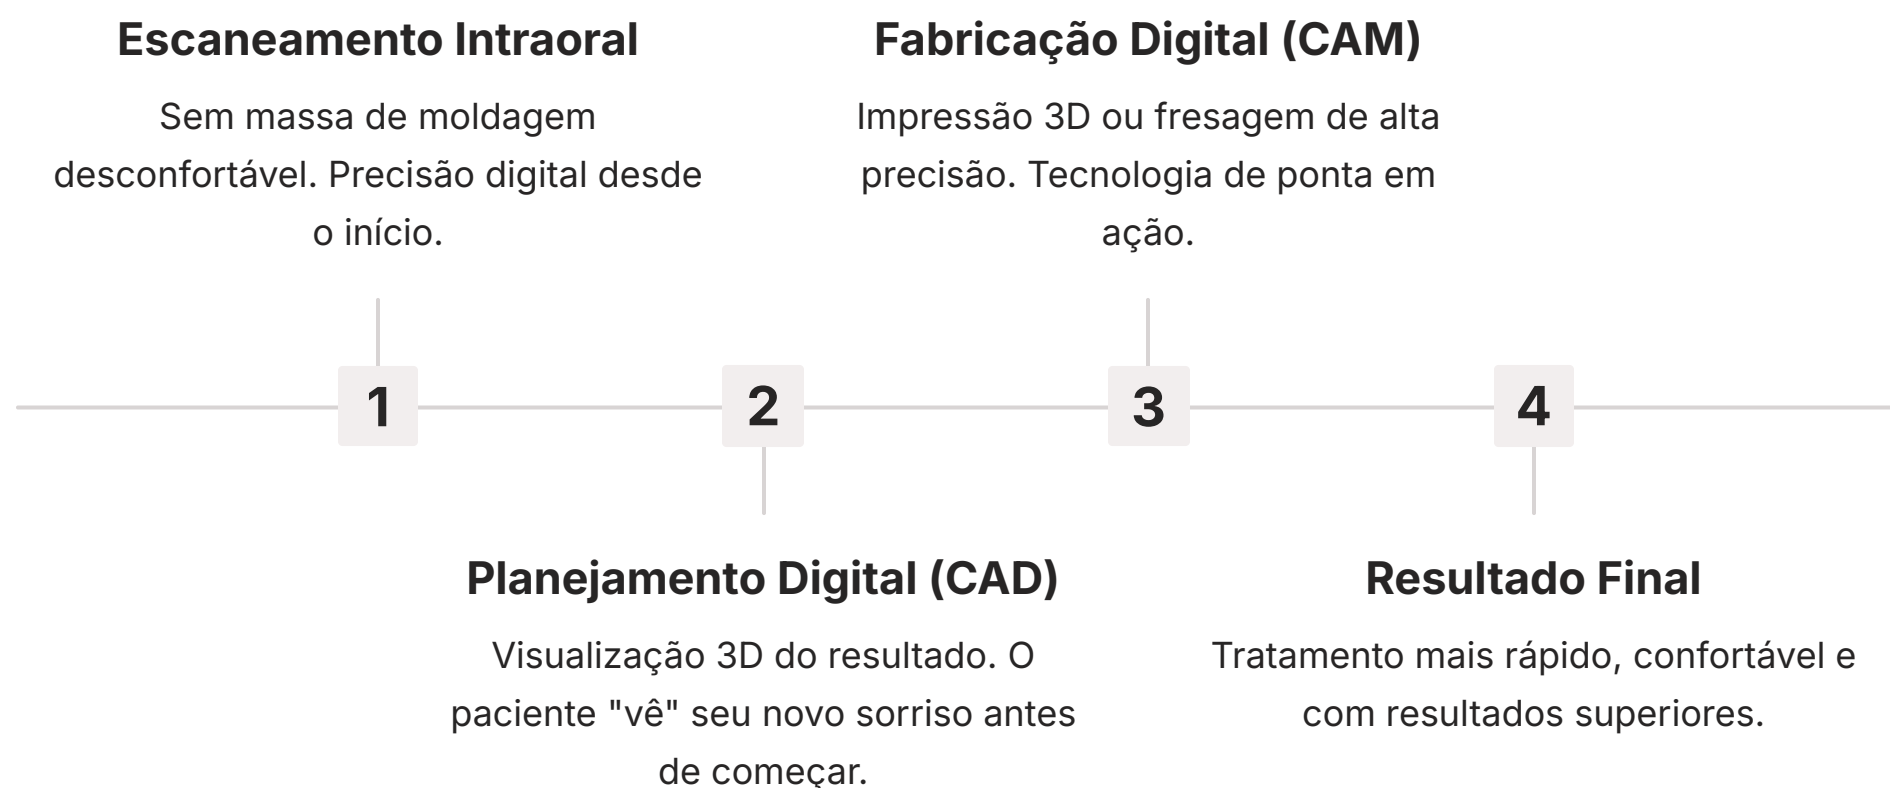 Escaneamento Intraoral
Sem massa de moldagem
desconfortável. Precisão digital desde
o início.
1
Planejamento Digital (CAD)
Visualização 3D do resultado. O
paciente "vê" seu novo sorriso antes
de começar.
2
Fabricação Digital (CAM)
Impressão 3D ou fresagem de alta
precisão. Tecnologia de ponta em
ação.
3
Resultado Final
Tratamento mais rápido, confortável e
com resultados superiores.
4